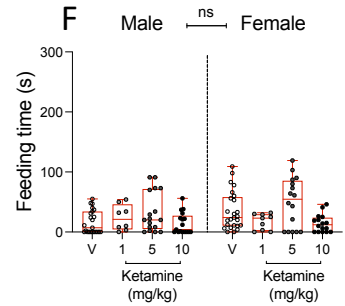 F
Male ns Female
Feeding time (s)
300
200
100
0
V 1 5 10 V 1 5 10
Ketamine Ketamine
(mg/kg) (mg/kg)